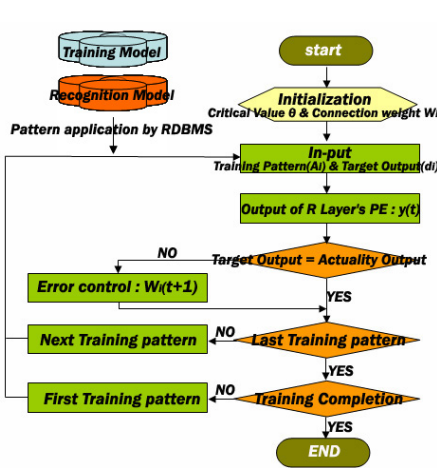 Training Model
start
Recognition Model
Initialization
Critical Value θ & Connection weight Wi
Pattern application by RDBMS
In-put
Training Pattern(Ai) & Target Output(di)
Output of R Layer's PE : y(t)
NO
Target Output = Actuality Output
Error control : Wi(t+1)
YES
Next Training pattern
NO
Last Training pattern
YES
First Training pattern
NO
Training Completion
YES
END